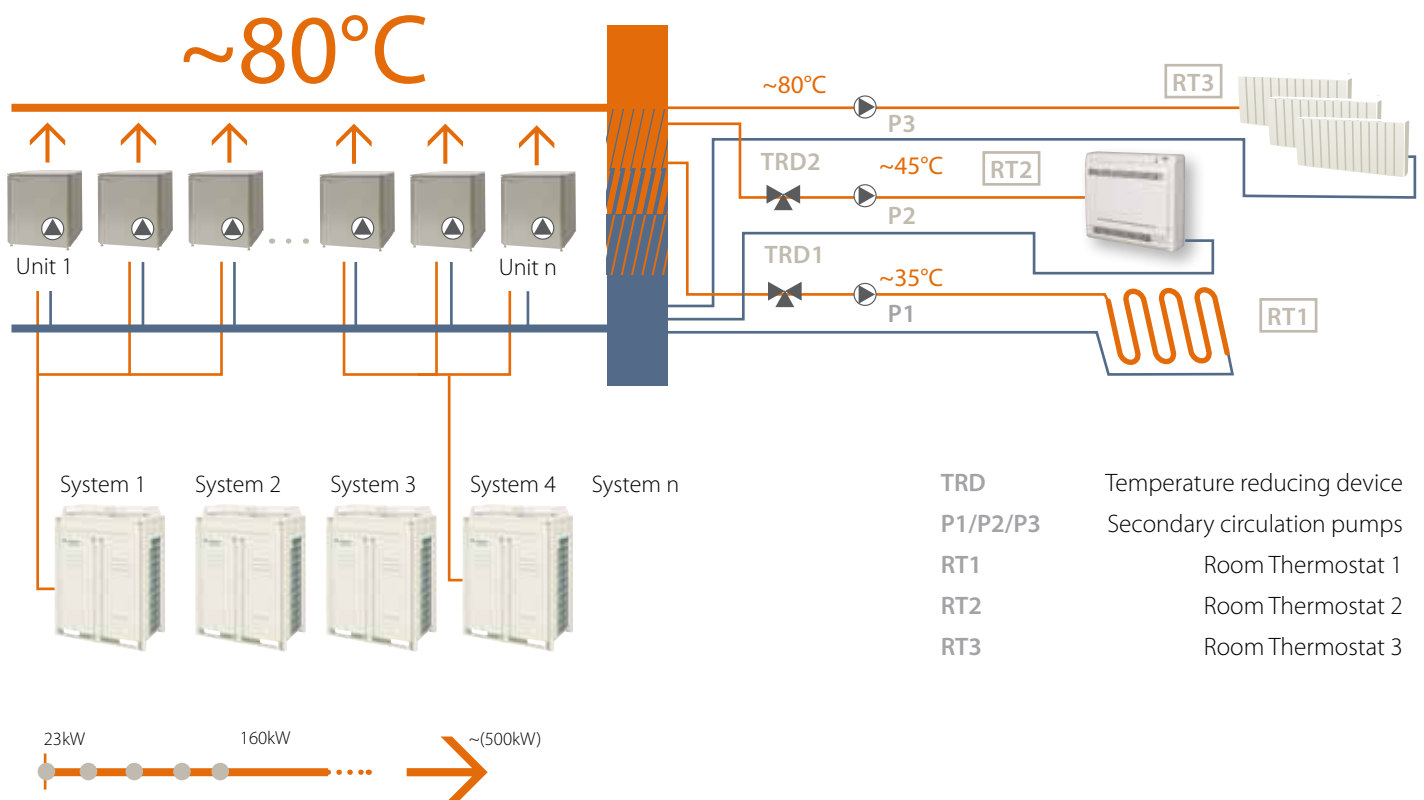 ~80°C
~80°C
P3
RT3
TRD2
~45°C
P2
RT2
TRD1
~35°C
P1
RT1
Unit 1
Unit n
System 1
System 2
System 3
System 4
System n
TRD Temperature reducing device
P1/P2/P3 Secondary circulation pumps
RT1 Room Thermostat 1
RT2 Room Thermostat 2
RT3 Room Thermostat 3
23kW 160kW ~(500kW)